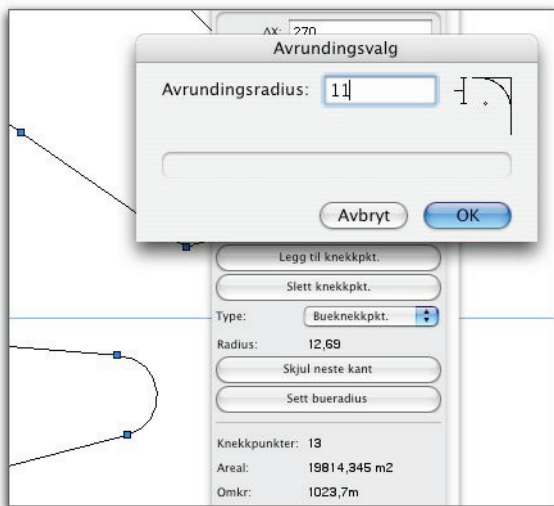 ΔX: 270
Avrundingsvalg
Avrundingsradius: 11
Avbryt OK
Legg til knekkpkt.
Slett knekkpkt.
Type: Bueknekkpkt.
Radius: 12,69
Skjul neste kant
Sett bueradius
Knekkpunkter: 13
Areal: 19814,345 m2
Omkr: 1023,7m